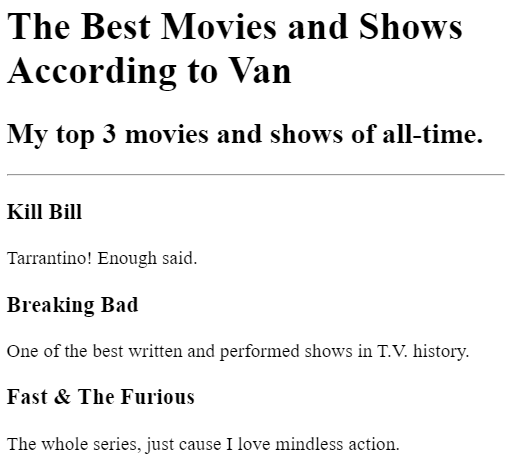 The Best Movies and Shows
According to Van
My top 3 movies and shows of all-time.
Kill Bill
Tarrantino! Enough said.
Breaking Bad
One of the best written and performed shows in T.V. history.
Fast & The Furious
The whole series, just cause I love mindless action.